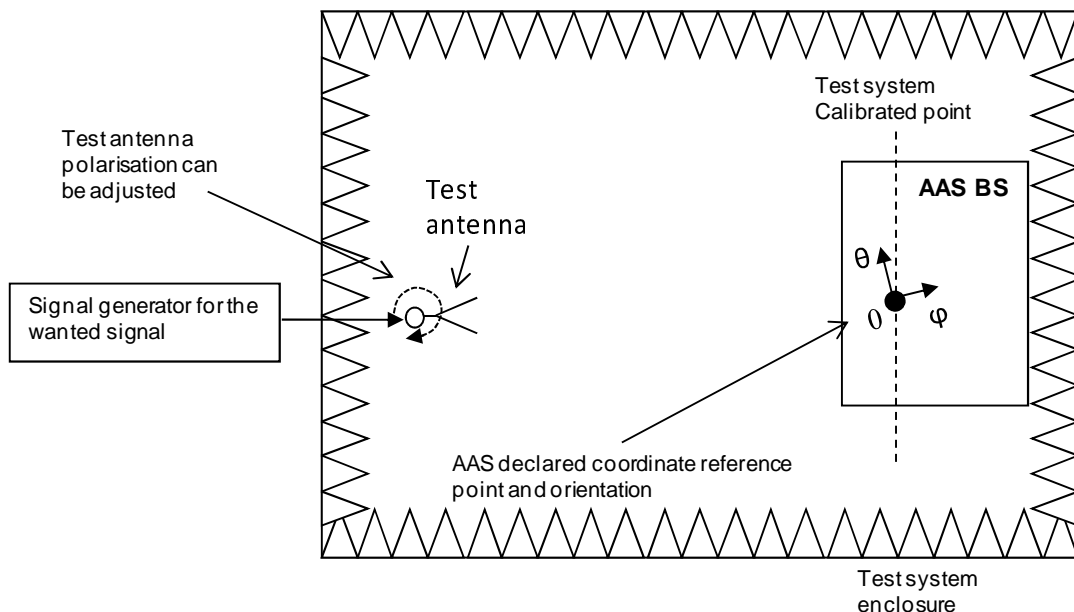 Test system
Calibrated point
Test antenna
polarisation can
be adjusted
Test
antenna
AAS BS
θ
φ
0
Signal generator for the
wanted signal
AAS declared coordinate reference
point and orientation
Test system
enclosure